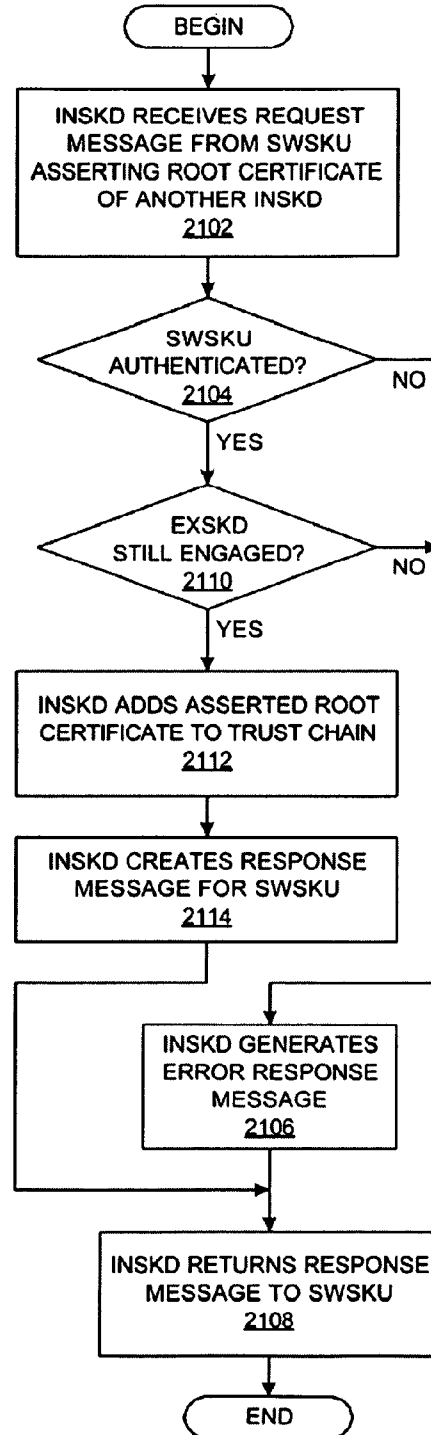 BEGIN
INSKD RECEIVES REQUEST
MESSAGE FROM SWSKU
ASSERTING ROOT CERTIFICATE
OF ANOTHER INSKD
2102
SWSKU
AUTHENTICATED?
2104
NO
YES
EXSKD
STILL ENGAGED?
2110
NO
YES
INSKD ADDS ASSERTED ROOT
CERTIFICATE TO TRUST CHAIN
2112
INSKD CREATES RESPONSE
MESSAGE FOR SWSKU
2114
INSKD GENERATES
ERROR RESPONSE
MESSAGE
2106
INSKD RETURNS RESPONSE
MESSAGE TO SWSKU
2108
END